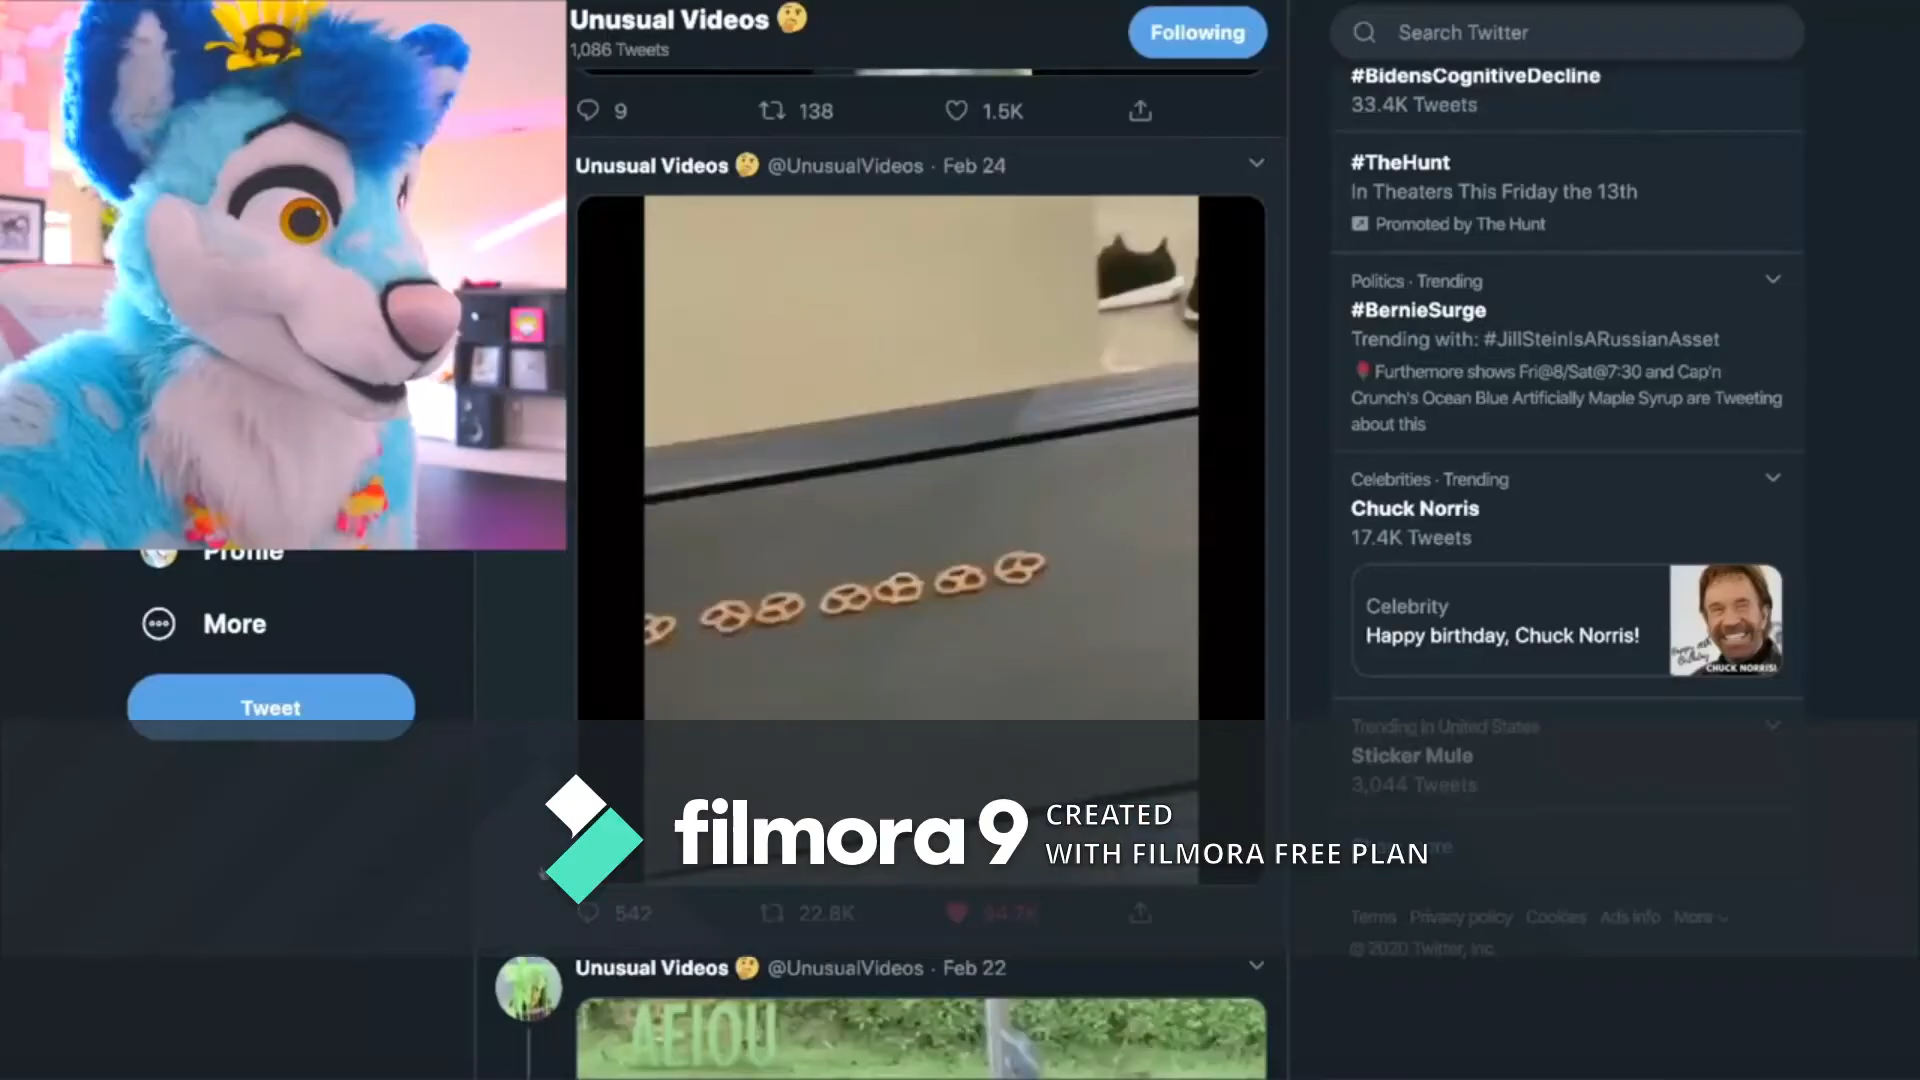 Unusual Videos 🤔
1,086 Tweets
Following
Search Twitter
9
138
1.5K
Unusual Videos 🤔 @UnusualVideos · Feb 24
542
22.8K
Unusual Videos 🤔 @UnusualVideos · Feb 22
AEIOU
Profile
More
Tweet
#BidensCognitiveDecline
33.4K Tweets
#TheHunt
In Theaters This Friday the 13th
Promoted by The Hunt
Politics · Trending
#BernieSurge
Trending with: #JillSteinIsARussianAsset
Furthermore shows Fri@8/Sat@7:30 and Cap'n
Crunch's Ocean Blue Artificially Maple Syrup are Tweeting
about this
Celebrities · Trending
Chuck Norris
17.4K Tweets
Celebrity
Happy birthday, Chuck Norris!
CHUCK NORRIS!
Trending in United States
Sticker Mule
3,044 Tweets
Terms Privacy policy Cookies Ads info More
© 2020 Twitter, Inc.
filmora9
CREATED
WITH FILMORA FREE PLAN